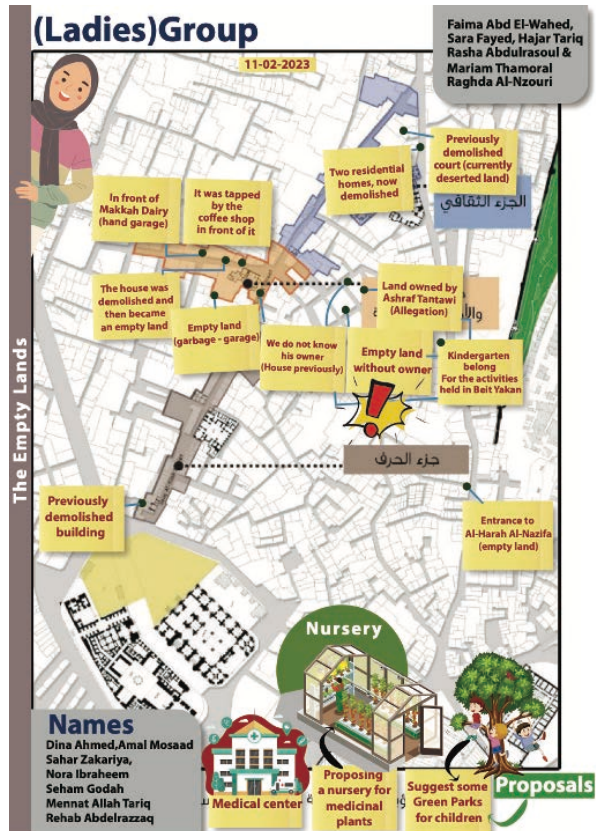 (Ladies)Group
11-02-2023
Faima Abd El-Wahed,
Sara Fayed, Hajar Tariq
Rasha Abdulrasoul &
Mariam Thamoral
Raghda Al-Nzouri
The Empty Lands
Previously
demolished
court (currently
deserted land)
Two residential
homes, now
demolished
الجزء الثقافي
In front of
Makkah Dairy
(hand garage)
It was tapped
by the
coffee shop
in front of it
The house was
demolished and
then became
an empty land
Empty land
(garbage - garage)
We do not know
his owner
(House previously)
Land owned by
Ashraf Tantawi
(Allegation)
Empty land
without owner
Kindergarten
belong
For the activities
held in Beit Yakan
جزء الحرف
Previously
demolished
building
Entrance to
Al-Harah Al-Nazifa
(empty land)
Nursery
Names
Dina Ahmed,Amal Mosaad
Sahar Zakariya,
Nora Ibraheem
Seham Godah
Mennat Allah Tariq
Rehab Abdelrazzaq
Medical center
Proposing
a nursery for
medicinal
plants
Suggest some
Green Parks
for children
Proposals